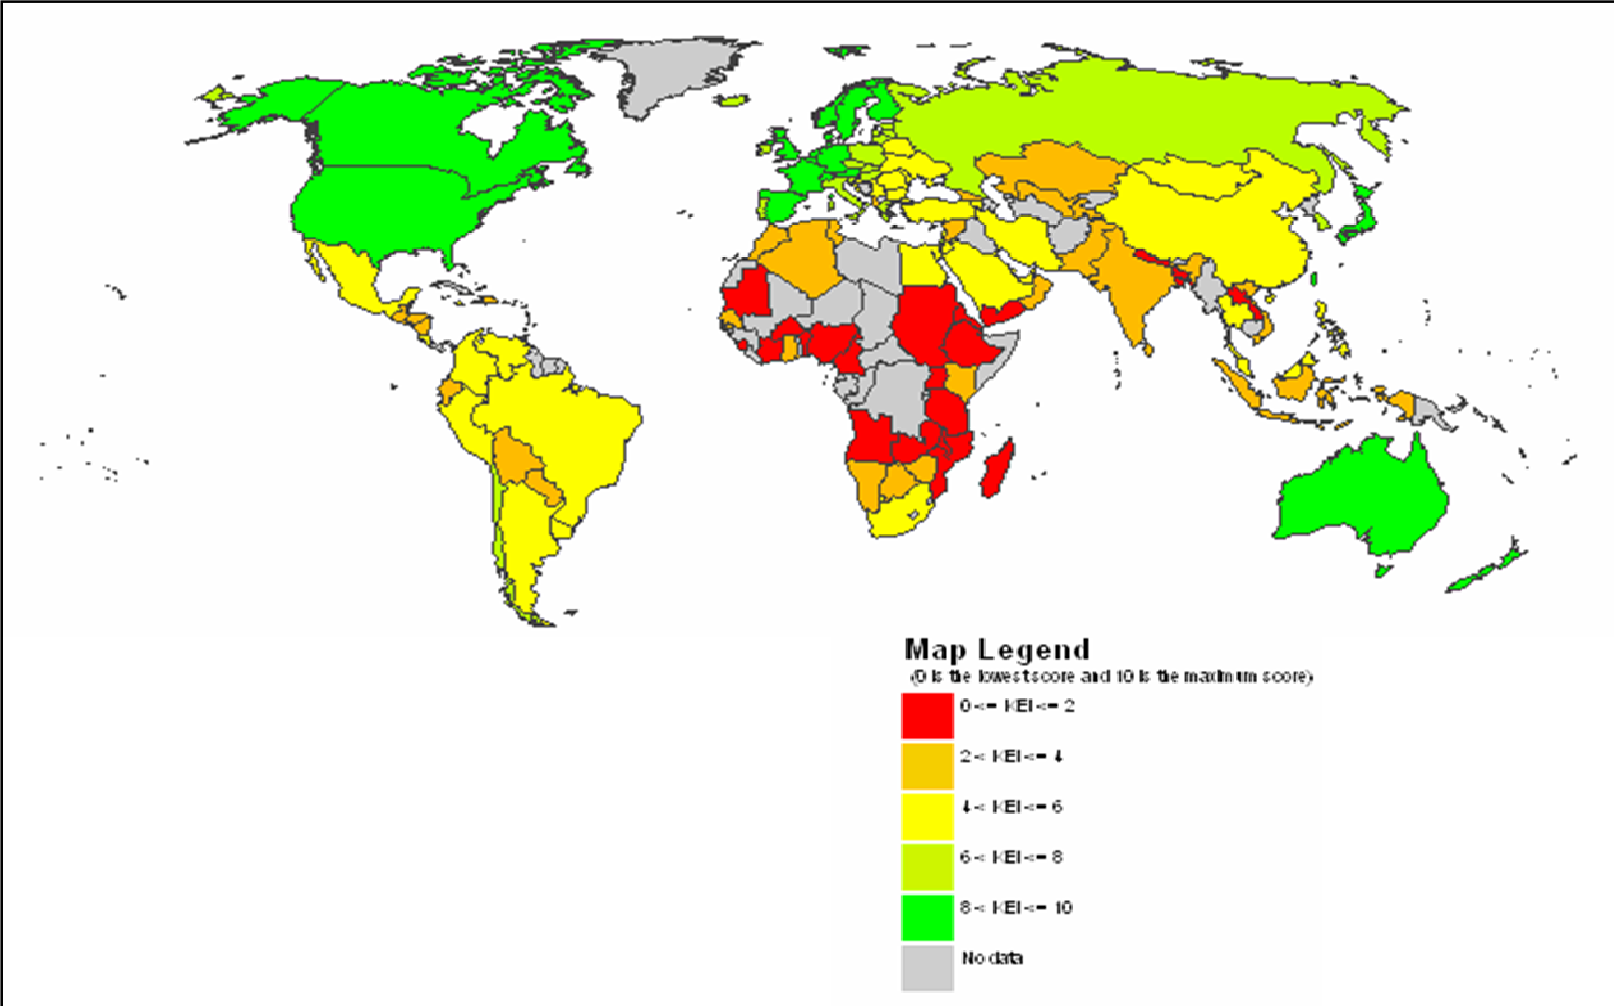 Map Legend
(0 is the lowest score and 10 is the maximum score)
0 <= KEI <= 2
2 < KEI <= 4
4 < KEI <= 6
6 < KEI <= 8
8 < KEI <= 10
No data